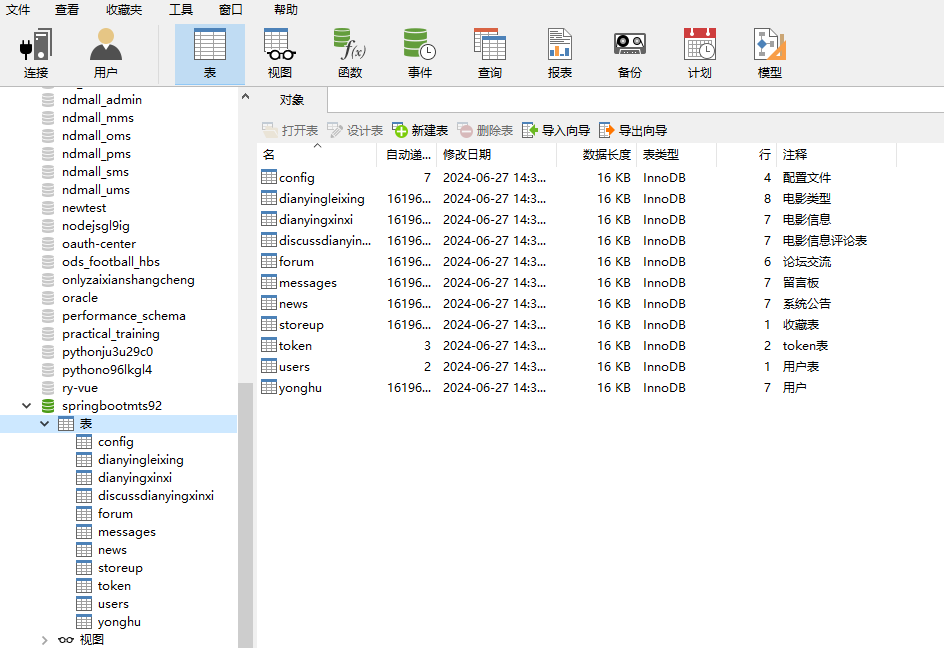 文件 查看 收藏夹 工具 窗口 帮助
连接 用户 表 视图 函数 事件 查询 报表 备份 计划 模型
ndmall_admin
ndmall_mms
ndmall_oms
ndmall_pms
ndmall_sms
ndmall_ums
newtest
nodejsgl9ig
oauth-center
ods_football_hbs
onlyzaixianshangcheng
oracle
performance_schema
practical_training
pythonju3u29c0
pythono96lkgl4
ry-vue
springbootmts92
表
config
dianyingleixing
dianyingxinxi
discussdianyingxinxi
forum
messages
news
storeup
token
users
yonghu
视图
对象
打开表 设计表 新建表 删除表 导入向导 导出向导
名 自动递... 修改日期 数据长度 表类型 行 注释
config 7 2024-06-27 14:3... 16 KB InnoDB 4 配置文件
dianyingleixing 16196... 2024-06-27 14:3... 16 KB InnoDB 8 电影类型
dianyingxinxi 16196... 2024-06-27 14:3... 16 KB InnoDB 7 电影信息
discussdianyin... 16196... 2024-06-27 14:3... 16 KB InnoDB 7 电影信息评论表
forum 16196... 2024-06-27 14:3... 16 KB InnoDB 6 论坛交流
messages 16196... 2024-06-27 14:3... 16 KB InnoDB 7 留言板
news 16196... 2024-06-27 14:3... 16 KB InnoDB 7 系统公告
storeup 16196... 2024-06-27 14:3... 16 KB InnoDB 1 收藏表
token 3 2024-06-27 14:3... 16 KB InnoDB 2 token表
users 2 2024-06-27 14:3... 16 KB InnoDB 1 用户表
yonghu 16196... 2024-06-27 14:3... 16 KB InnoDB 7 用户